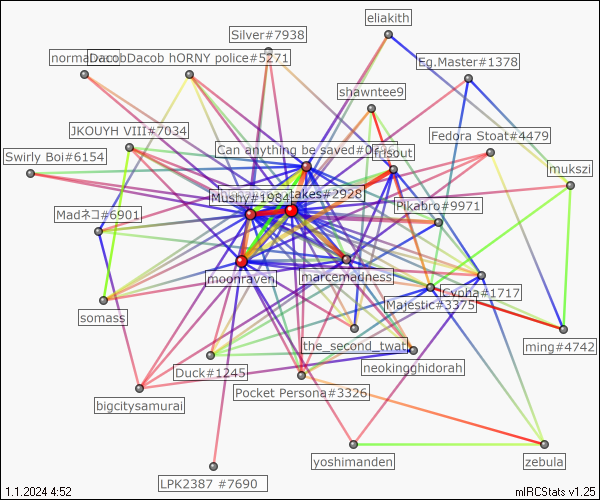 eliakith
Silver#7938
DacobDacob hORNY police#5271
Eg.Master#1378
shawntee9
JKOUYH VIII#7034
Fedora Stoat#4479
Can anything be saved#0
frisout
Swirly Boi#6154
mukszi
Mushy#1984
takes#2928
Pikabro#9971
Madネコ#6901
moonraven
marcemadness
Cypha#1717
Majestic#3375
somass
the_second_twat
ming#4742
neokingghidorah
Duck#1245
Pocket Persona#3326
bigcitysamurai
yoshimanden
zebula
LPK2387 #7690
1.1.2024 4:52
mIRCStats v1.25